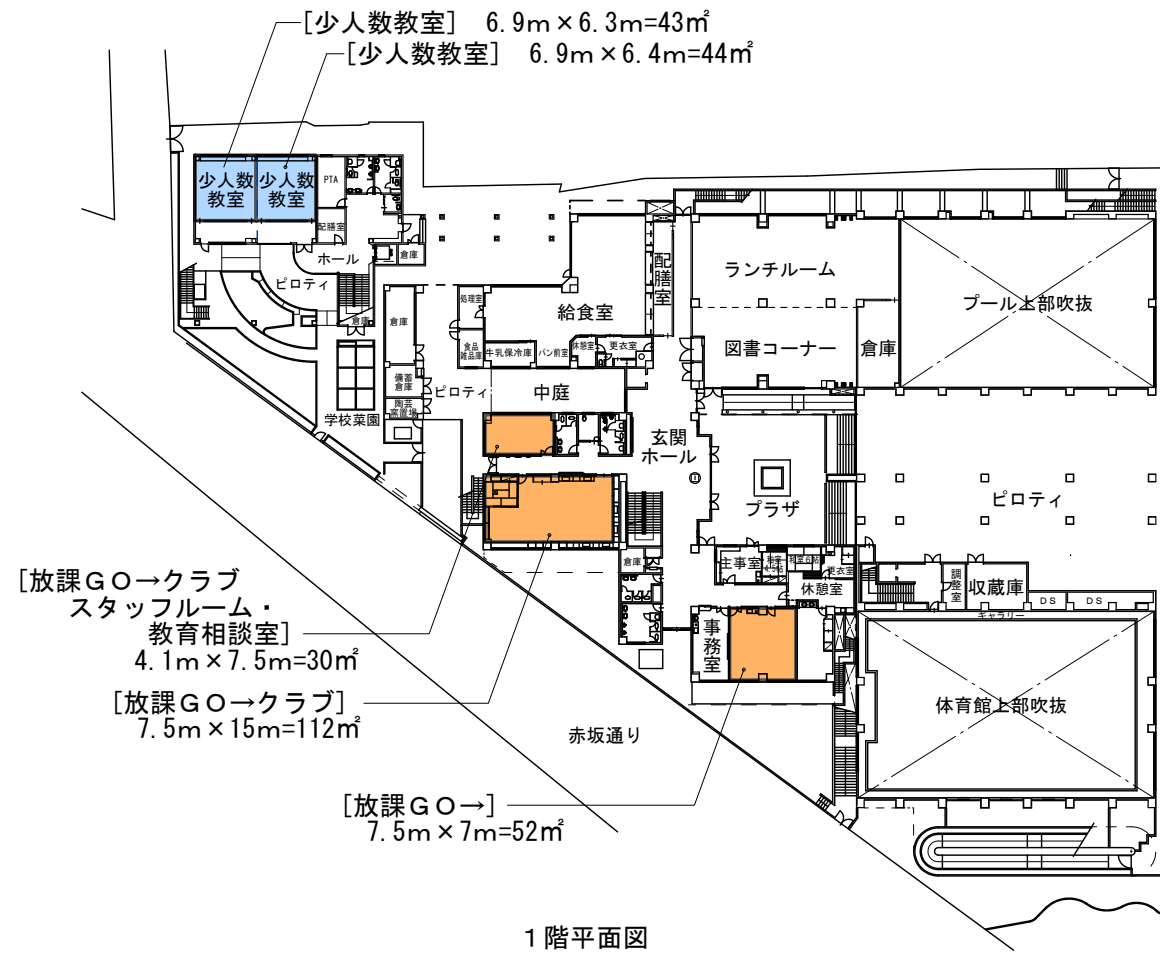 [少人数教室] 6.9m×6.3m=43㎡
[少人数教室] 6.9m×6.4m=44㎡
少人数
教室
少人数
教室
PTA
配膳室
ホール
倉庫
ピロティ
倉庫
倉庫
処理室
食品
雑品庫
牛乳保冷庫
パン前室
休憩室
更衣室
給食室
配膳室
ランチルーム
図書コーナー
倉庫
プール上部吹抜
備蓄
倉庫
陶芸
窯置場
学校菜園
ピロティ
中庭
玄関
ホール
プラザ
ピロティ
倉庫
主事室
和室
和室6帖
更衣室
休憩室
事務室
調整室
収蔵庫
DS
DS
ギャラリー
体育館上部吹抜
[放課GO→クラブ
スタッフルーム・
教育相談室]
4.1m×7.5m=30㎡
[放課GO→クラブ]
7.5m×15m=112㎡
[放課GO→]
7.5m×7m=52㎡
赤坂通り
1階平面図